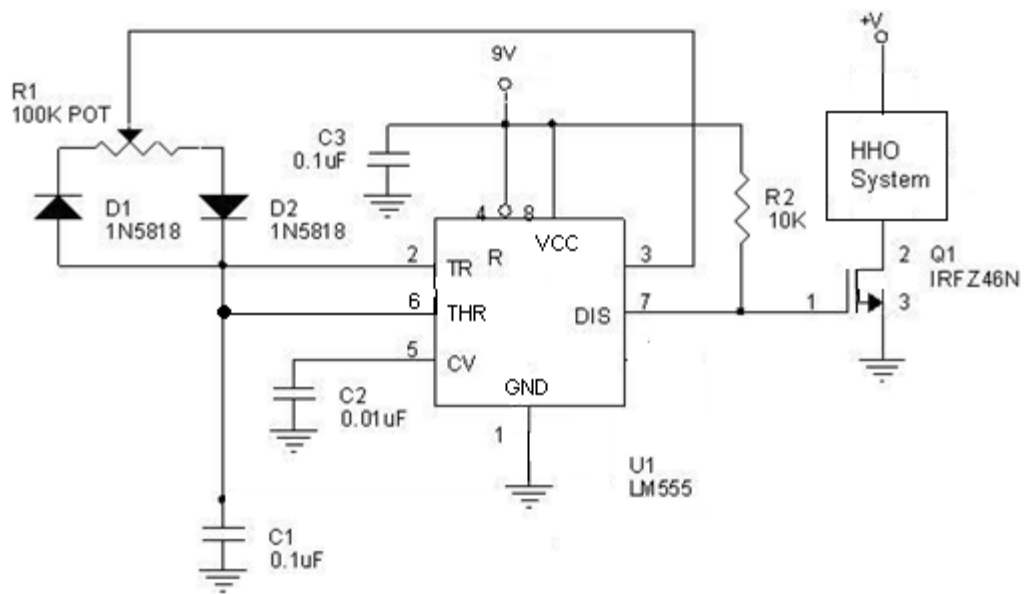 +V
9V
R1
100K POT
C3
0.1uF
HHO
System
R2
10K
D1
1N5818
D2
1N5818
4
8
R
VCC
2
TR
3
2
Q1
IRFZ46N
6
THR
DIS
7
1
3
5
CV
C2
0.01uF
GND
1
U1
LM555
C1
0.1uF